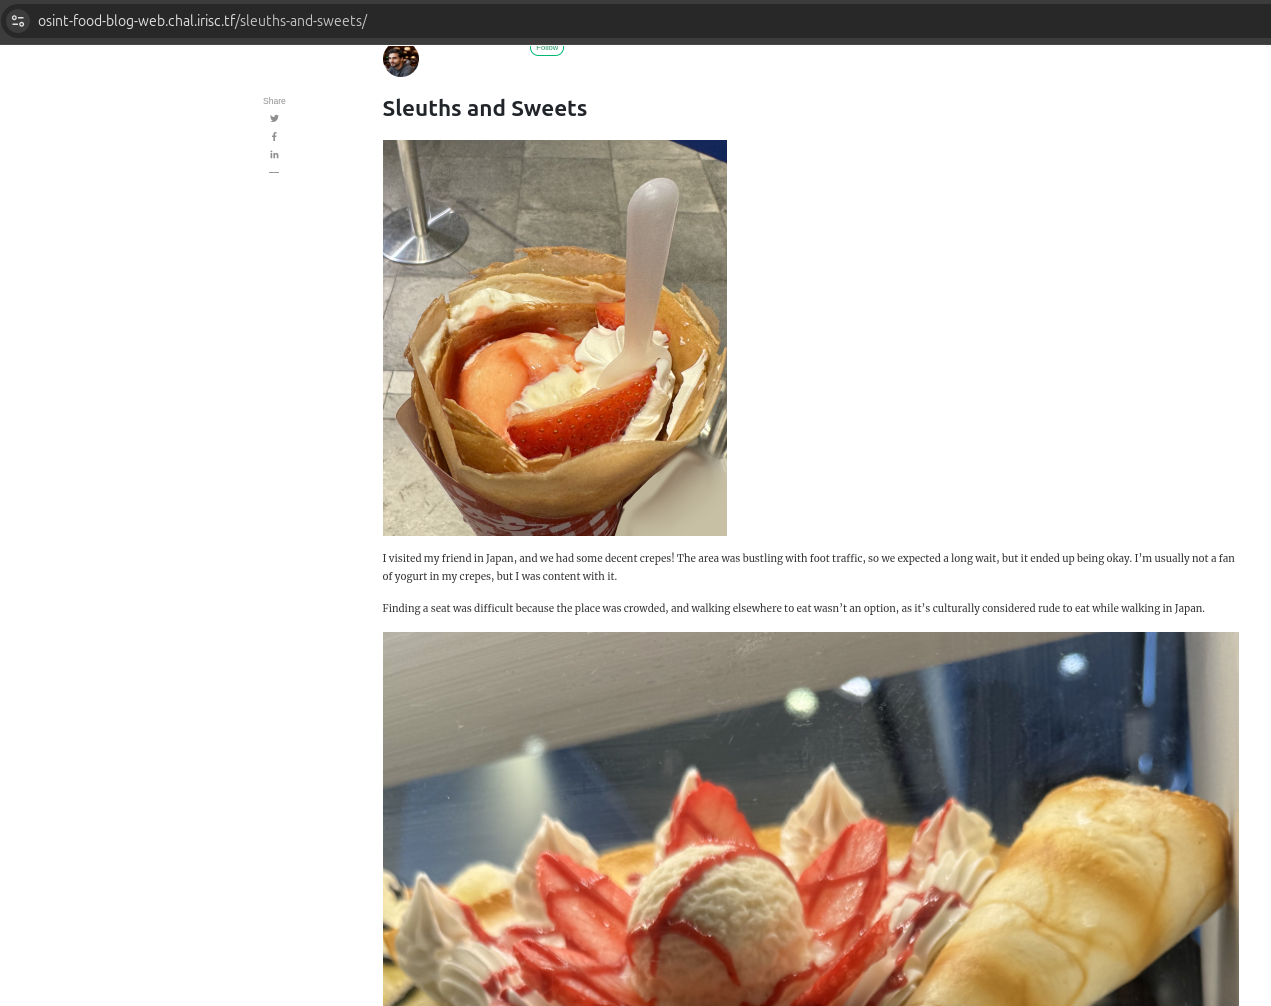 osint-food-blog-web.chal.irisc.tf/sleuths-and-sweets/
Follow
Share
Sleuths and Sweets
I visited my friend in Japan, and we had some decent crepes! The area was bustling with foot traffic, so we expected a long wait, but it ended up being okay. I’m usually not a fan
of yogurt in my crepes, but I was content with it.
Finding a seat was difficult because the place was crowded, and walking elsewhere to eat wasn’t an option, as it’s culturally considered rude to eat while walking in Japan.